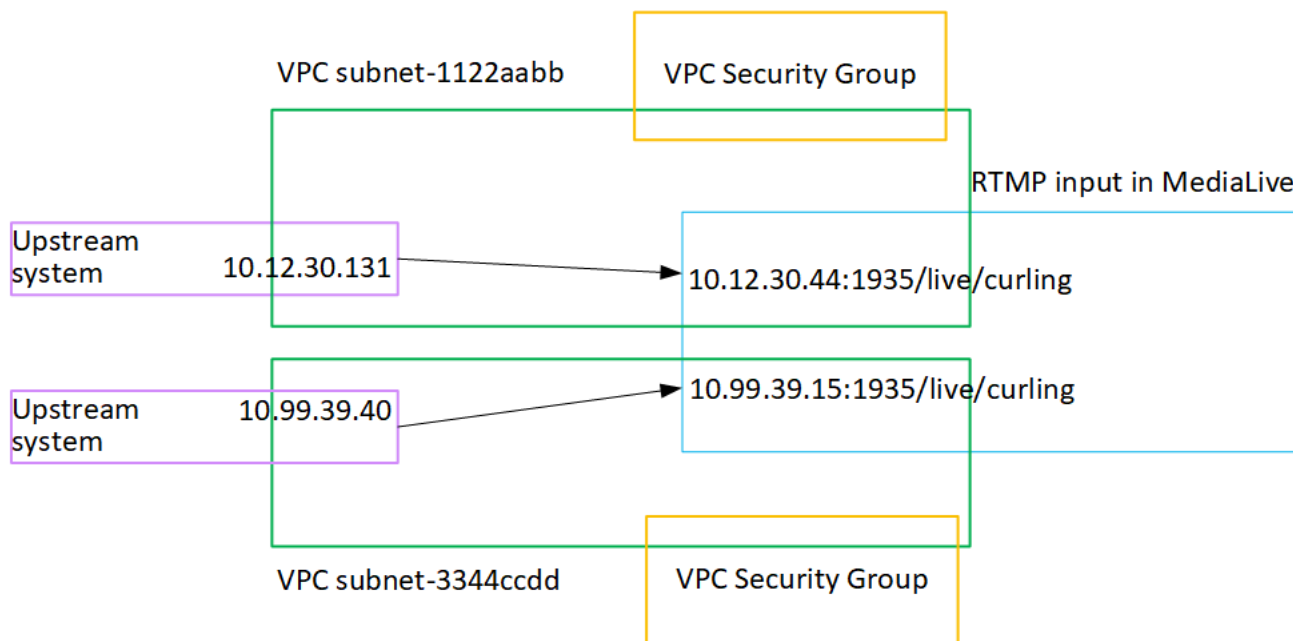 VPC subnet-1122aabb
VPC Security Group
RTMP input in MediaLive
Upstream
system
10.12.30.131
10.12.30.44:1935/live/curling
Upstream
system
10.99.39.40
10.99.39.15:1935/live/curling
VPC subnet-3344ccdd
VPC Security Group